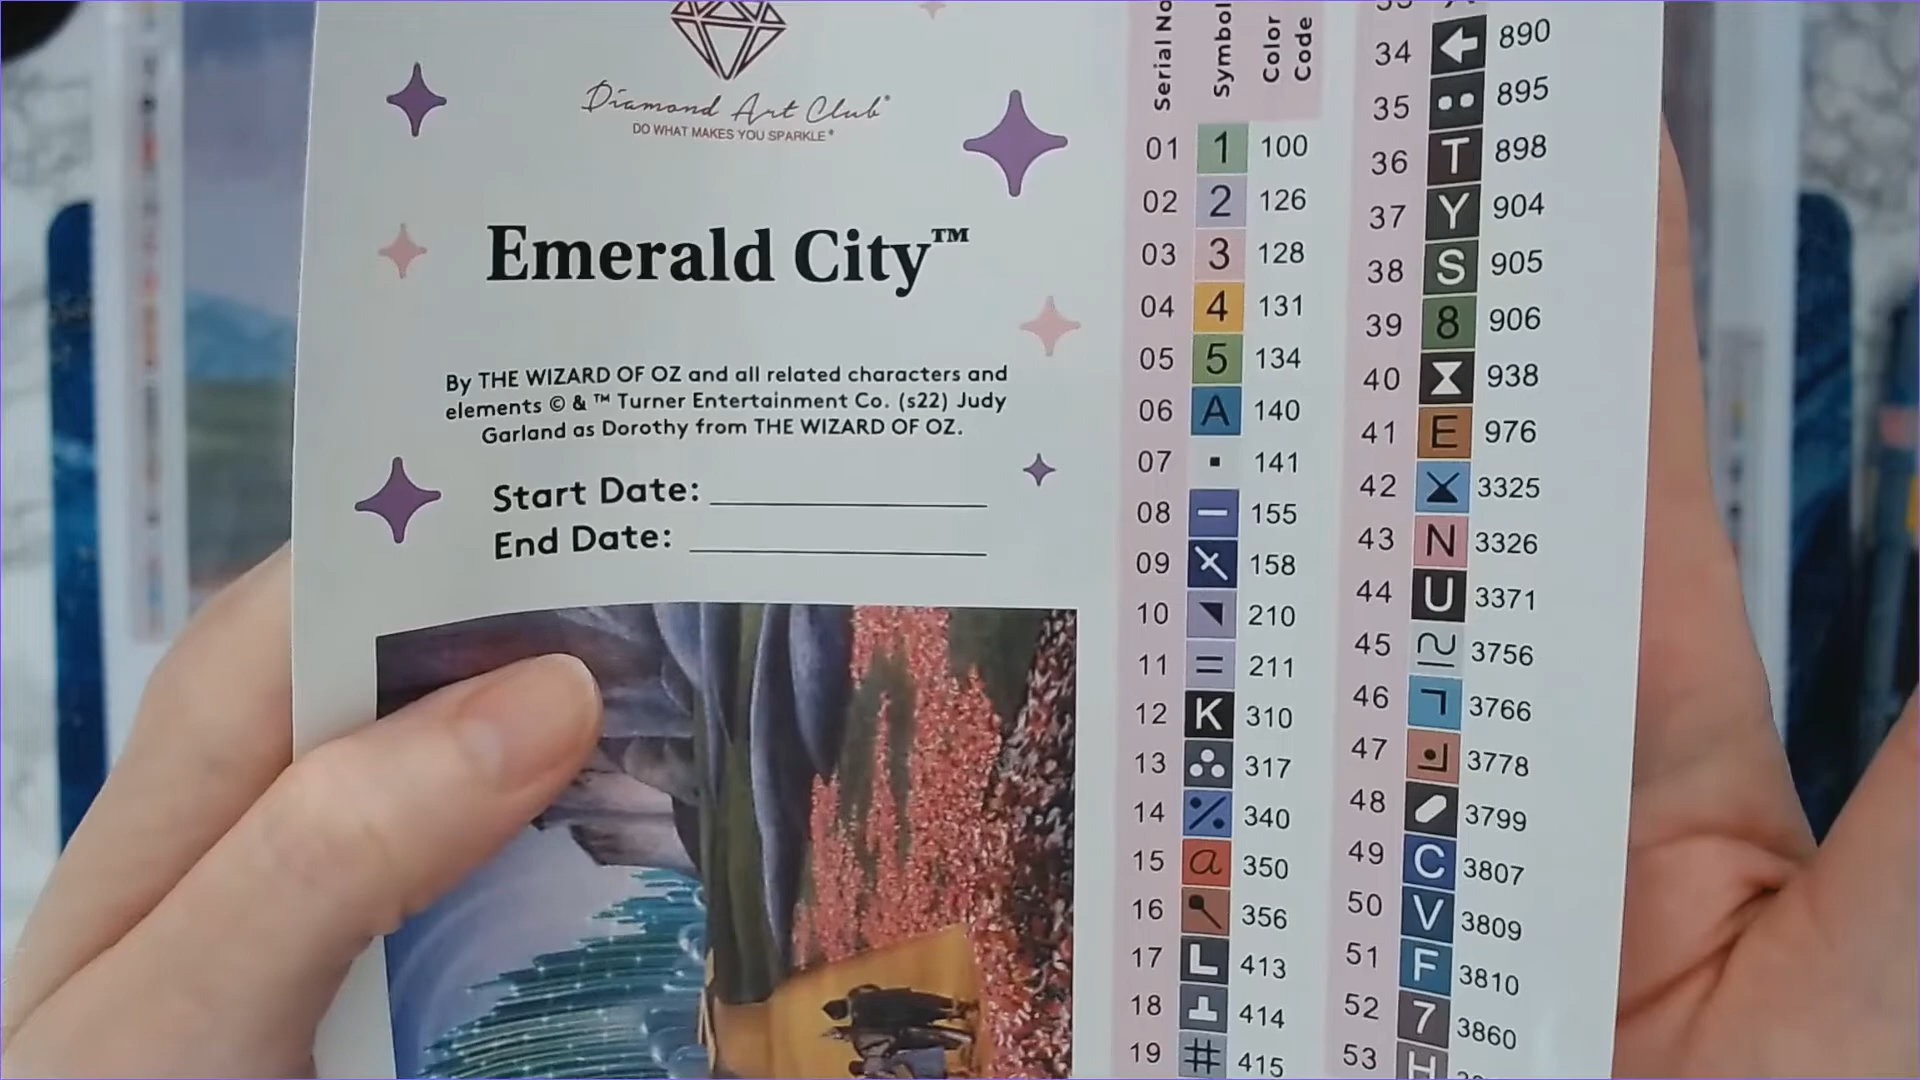 Diamond Art Club®
DO WHAT MAKES YOU SPARKLE®
Emerald City™
By THE WIZARD OF OZ and all related characters and
elements © & ™ Turner Entertainment Co. (s22) Judy
Garland as Dorothy from THE WIZARD OF OZ.
Start Date:
End Date:
Serial No Symbol Color Code
01 1 100
02 2 126
03 3 128
04 4 131
05 5 134
06 A 140
07 ▪ 141
08 − 155
09 158
10 ◥ 210
11 = 211
12 K 310
13 317
14 340
15 a 350
16 356
17 L 413
18 414
19 # 415
34 ← 890
35 •• 895
36 T 898
37 Y 904
38 S 905
39 8 906
40 938
41 E 976
42 3325
43 N 3326
44 U 3371
45 3756
46 3766
47 3778
48 3799
49 C 3807
50 V 3809
51 F 3810
52 7 3860
53 H